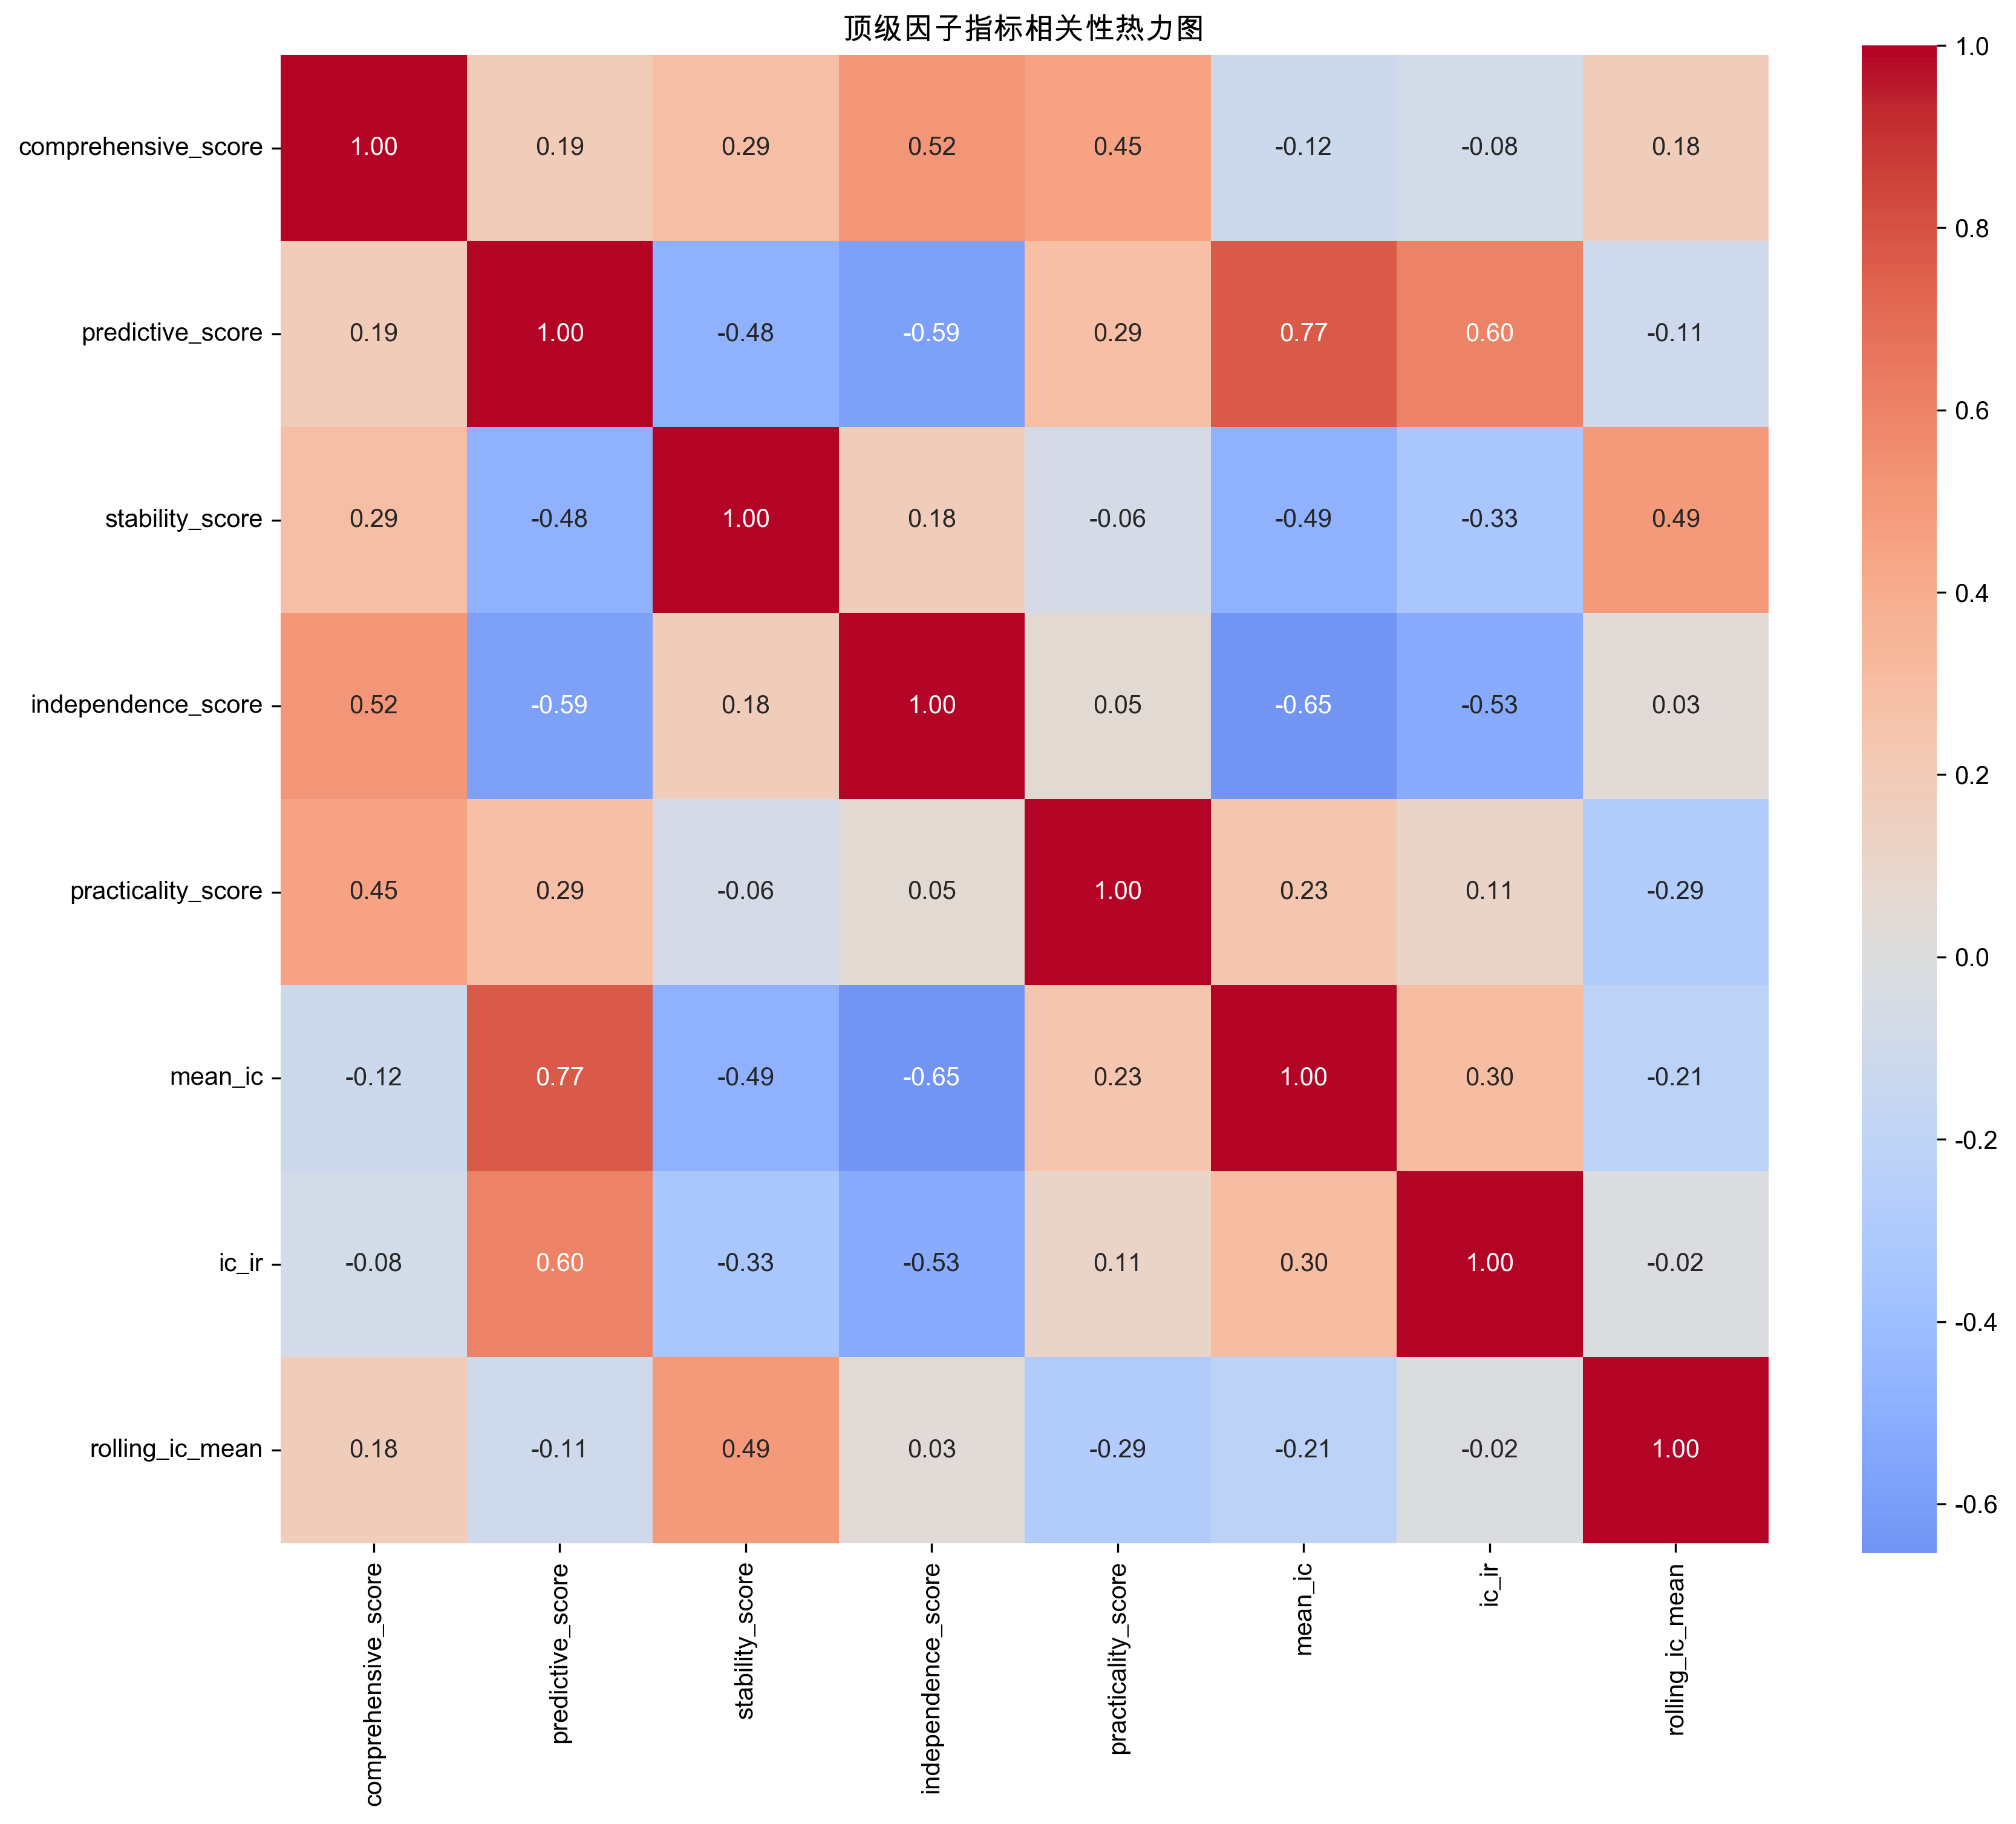 顶级因子指标相关性热力图
comprehensive_score 1.00 0.19 0.29 0.52 0.45 -0.12 -0.08 0.18
predictive_score 0.19 1.00 -0.48 -0.59 0.29 0.77 0.60 -0.11
stability_score 0.29 -0.48 1.00 0.18 -0.06 -0.49 -0.33 0.49
independence_score 0.52 -0.59 0.18 1.00 0.05 -0.65 -0.53 0.03
practicality_score 0.45 0.29 -0.06 0.05 1.00 0.23 0.11 -0.29
mean_ic -0.12 0.77 -0.49 -0.65 0.23 1.00 0.30 -0.21
ic_ir -0.08 0.60 -0.33 -0.53 0.11 0.30 1.00 -0.02
rolling_ic_mean 0.18 -0.11 0.49 0.03 -0.29 -0.21 -0.02 1.00
comprehensive_score
predictive_score
stability_score
independence_score
practicality_score
mean_ic
ic_ir
rolling_ic_mean
1.0
0.8
0.6
0.4
0.2
0.0
-0.2
-0.4
-0.6